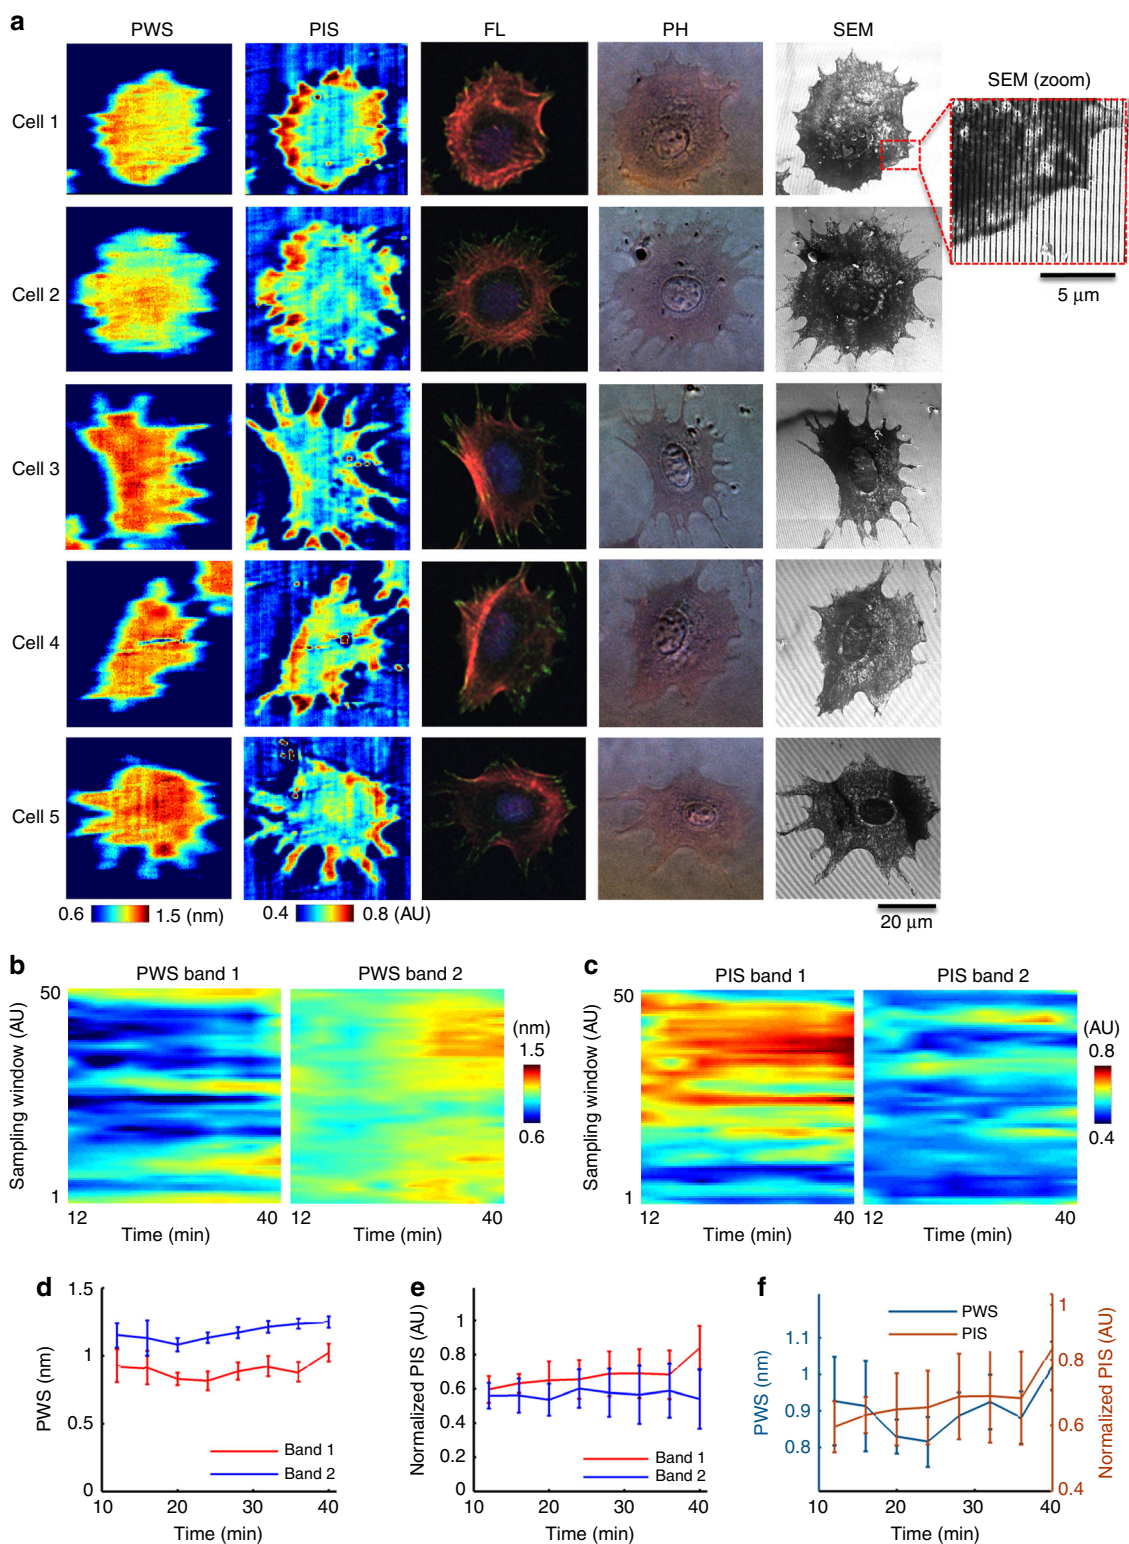 a
PWS PIS FL PH SEM
SEM (zoom)
Cell 1
5 μm
Cell 2
Cell 3
Cell 4
Cell 5
0.6 1.5 (nm) 0.4 0.8 (AU)
20 μm
b c
PWS band 1 PWS band 2 PIS band 1 PIS band 2
Sampling window (AU)
50
1
12 40 12 40
Time (min) Time (min)
(nm)
1.5
0.6
Sampling window (AU)
50
1
12 40 12 40
Time (min) Time (min)
(AU)
0.8
0.4
d
PWS (nm)
1.5
1
0.5
0
Band 1
Band 2
10 20 30 40
Time (min)
e
Normalized PIS (AU)
1
0.8
0.6
0.4
0.2
0
Band 1
Band 2
10 20 30 40
Time (min)
f
PWS (nm)
1.1
1
0.9
0.8
PWS
PIS
1
0.8
0.6
0.4
Normalized PIS (AU)
10 20 30 40
Time (min)